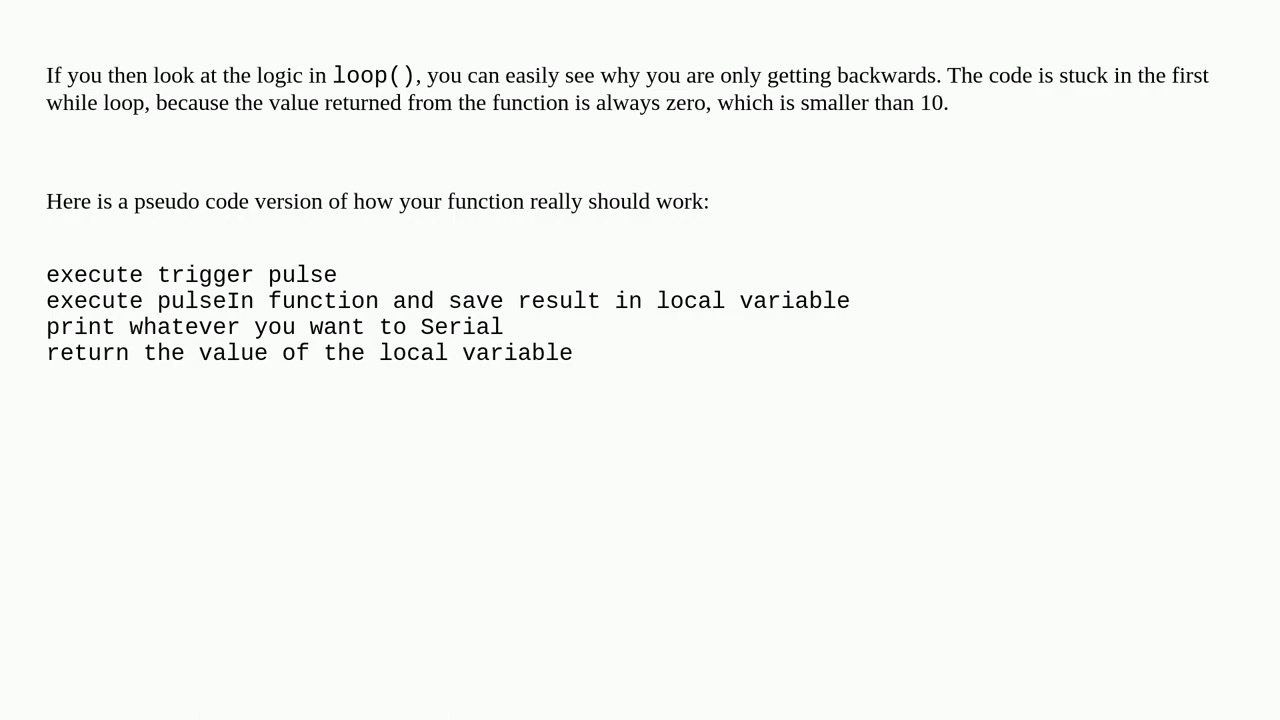 If you then look at the logic in loop(), you can easily see why you are only getting backwards. The code is stuck in the first
while loop, because the value returned from the function is always zero, which is smaller than 10.
Here is a pseudo code version of how your function really should work:
execute trigger pulse
execute pulseIn function and save result in local variable
print whatever you want to Serial
return the value of the local variable